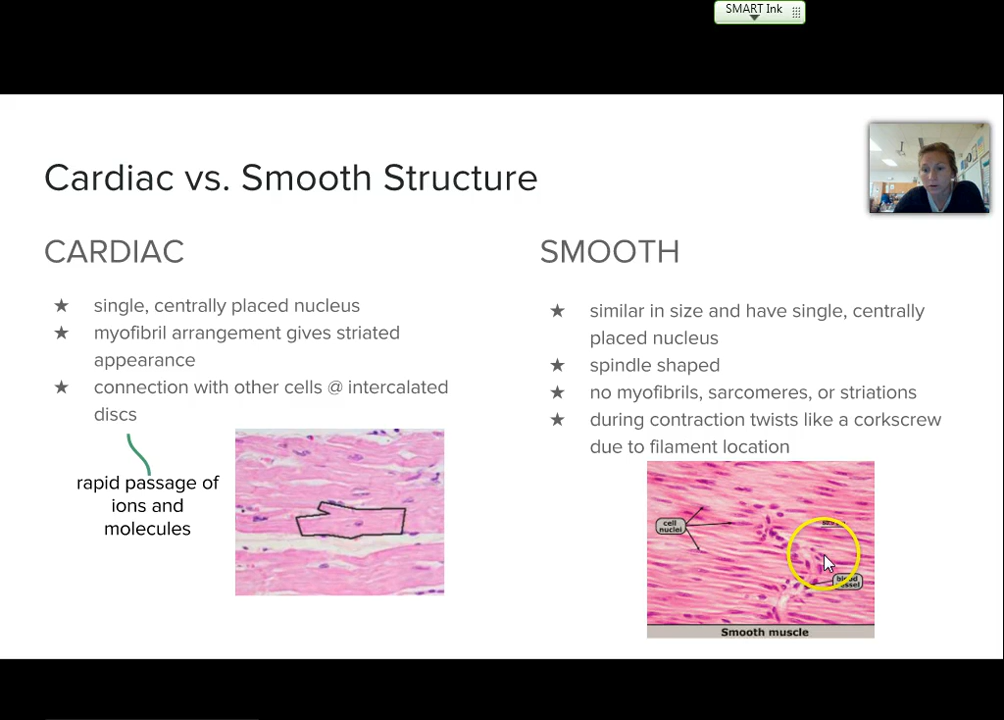 SMART Ink
Cardiac vs. Smooth Structure
CARDIAC
★ single, centrally placed nucleus
★ myofibril arrangement gives striated
appearance
★ connection with other cells @ intercalated
discs
rapid passage of
ions and
molecules
SMOOTH
★ similar in size and have single, centrally
placed nucleus
★ spindle shaped
★ no myofibrils, sarcomeres, or striations
★ during contraction twists like a corkscrew
due to filament location
cell
nuclei
blood
vessel
Smooth muscle